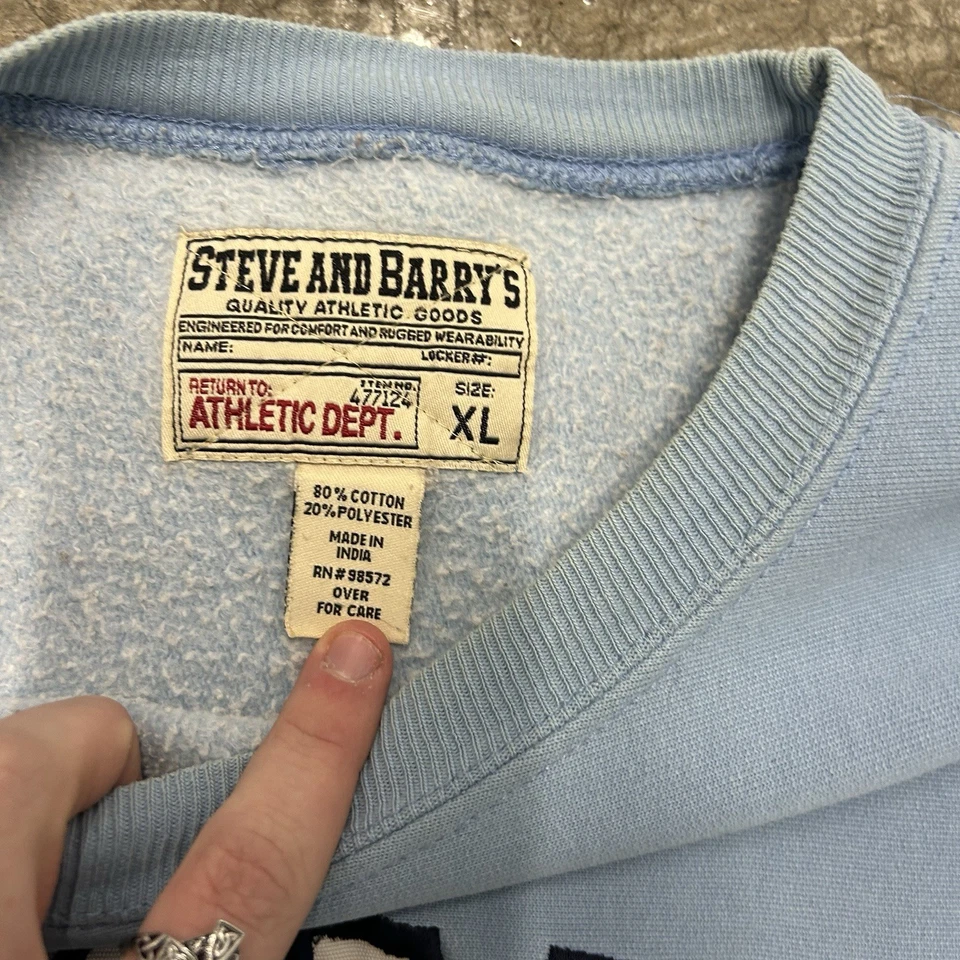 STEVE AND BARRY'S
QUALITY ATHLETIC GOODS
ENGINEERED FOR COMFORT AND RUGGED WEARABILITY
NAME: LOCKER#:
RETURN TO: ITEM NO. SIZE:
477124
ATHLETIC DEPT. XL
80% COTTON
20% POLYESTER
MADE IN
INDIA
RN#98572
OVER
FOR CARE